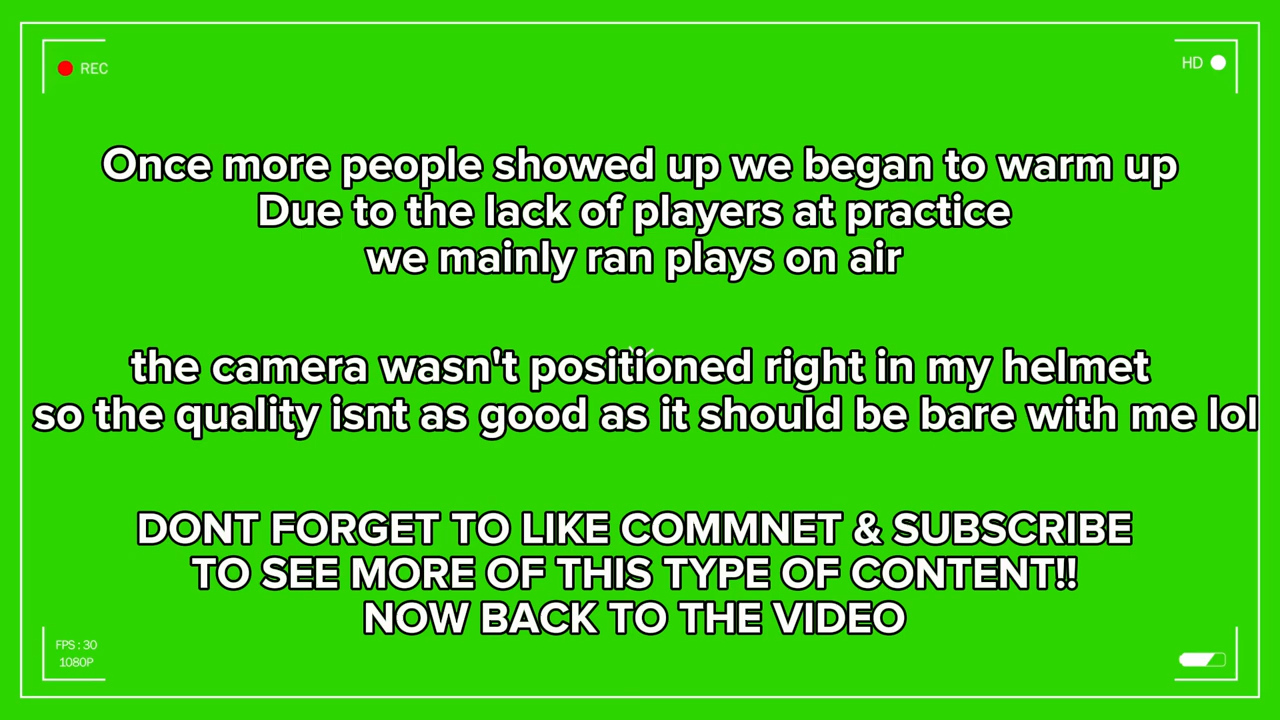 REC
HD
Once more people showed up we began to warm up
Due to the lack of players at practice
we mainly ran plays on air
the camera wasn't positioned right in my helmet
so the quality isnt as good as it should be bare with me lol
DONT FORGET TO LIKE COMMNET & SUBSCRIBE
TO SEE MORE OF THIS TYPE OF CONTENT!!
NOW BACK TO THE VIDEO
FPS : 30
1080P